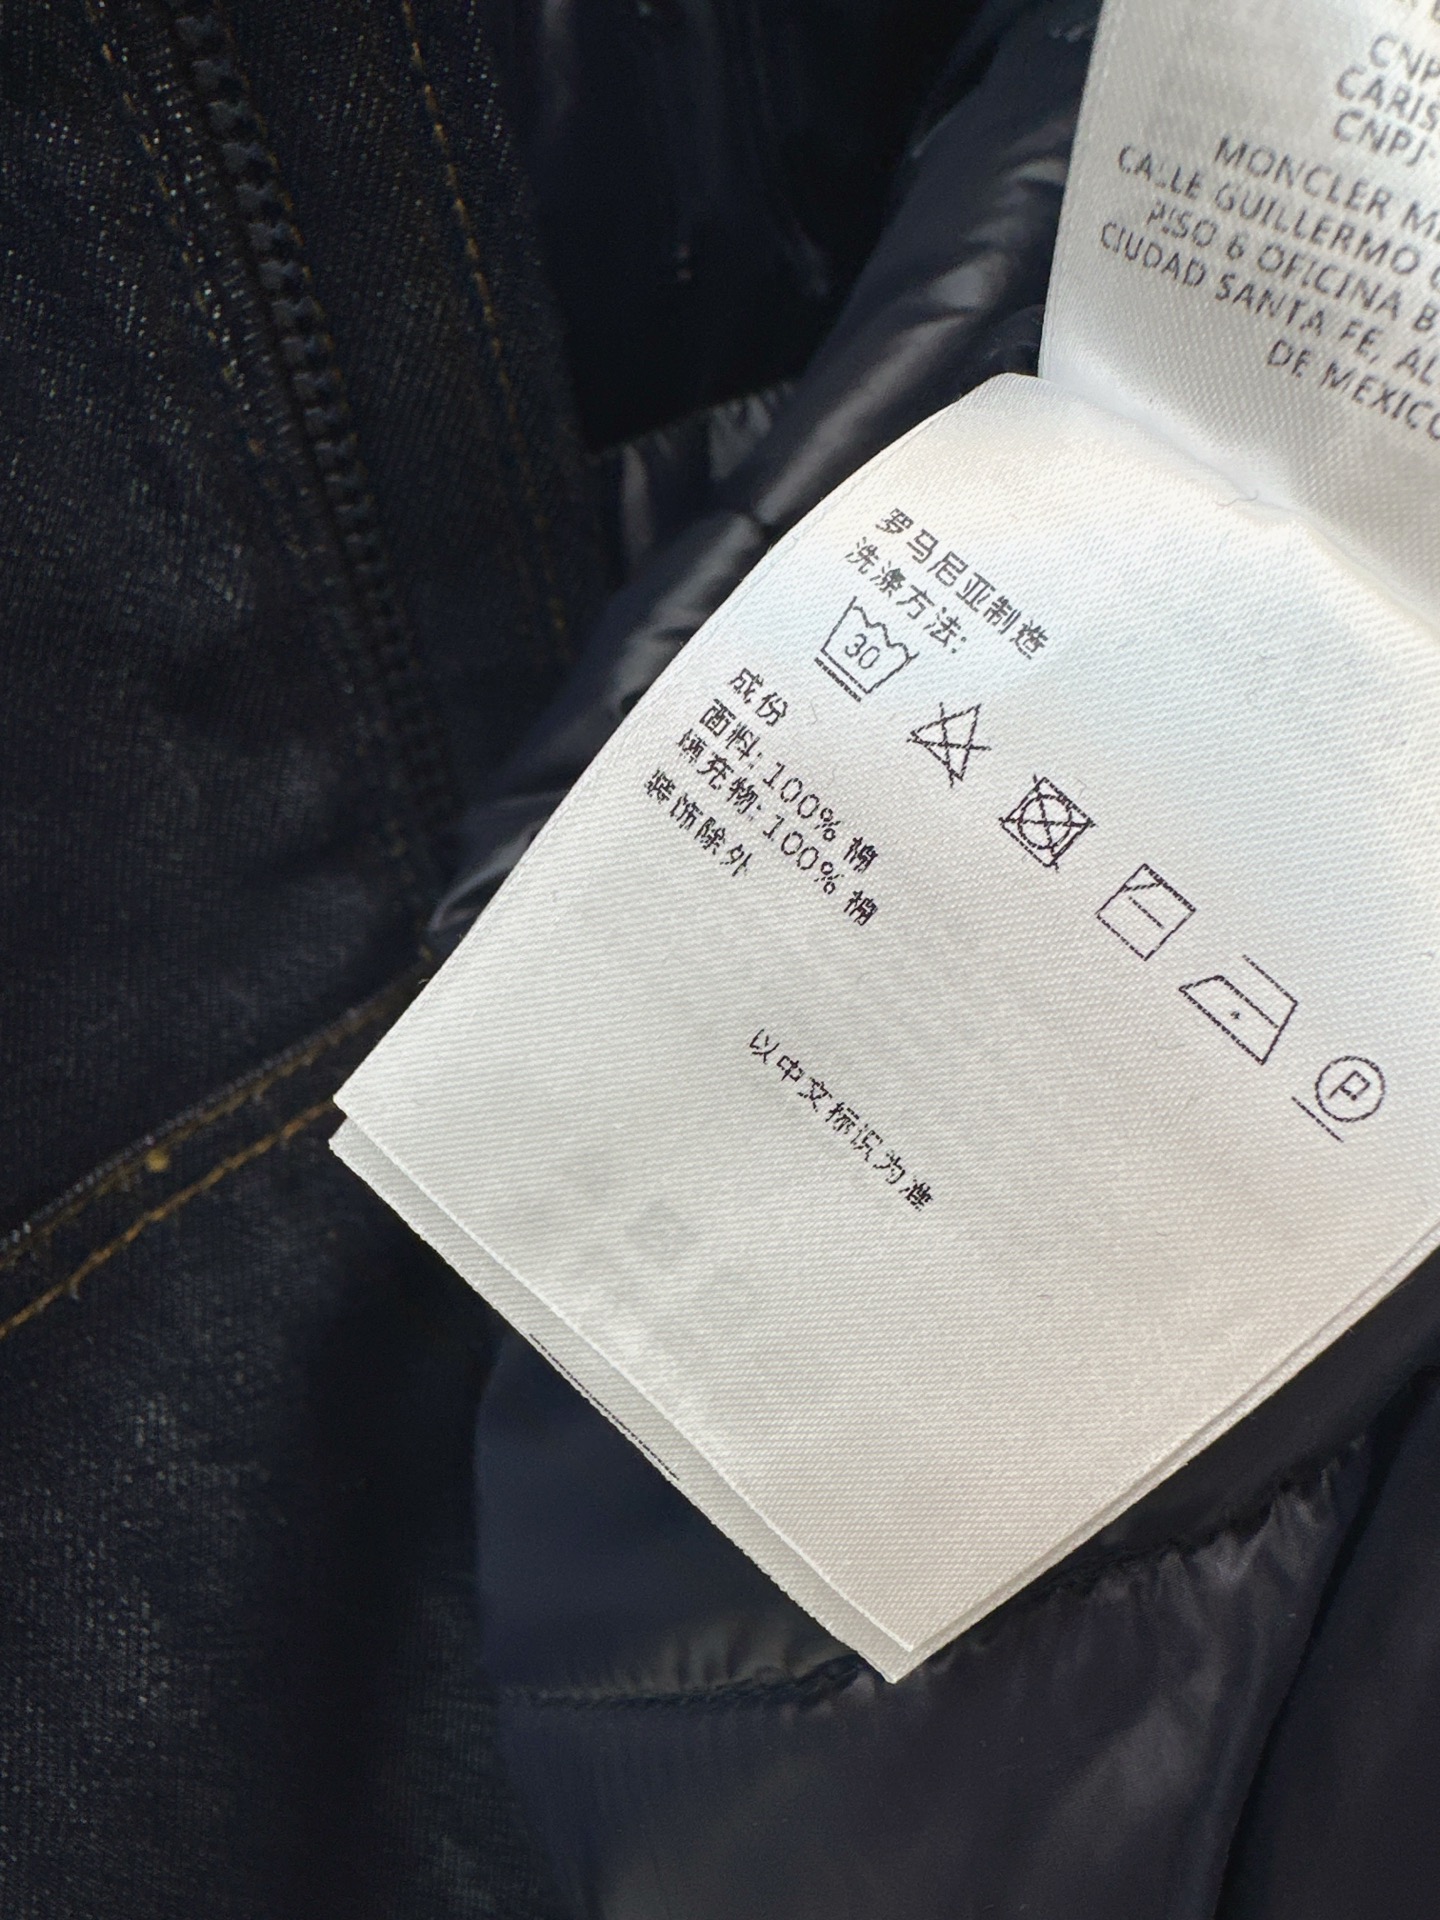 CNP
CARIS
CNPJ
MONCLER M
CALLE GUILLERMO
PISO 6 OFICINA B
CIUDAD SANTA FE, AL
DE MEXICO
罗马尼亚制造
洗涤方法:
30
P
成份
面料: 100% 棉
填充物: 100% 棉
装饰除外
以中文标识为准